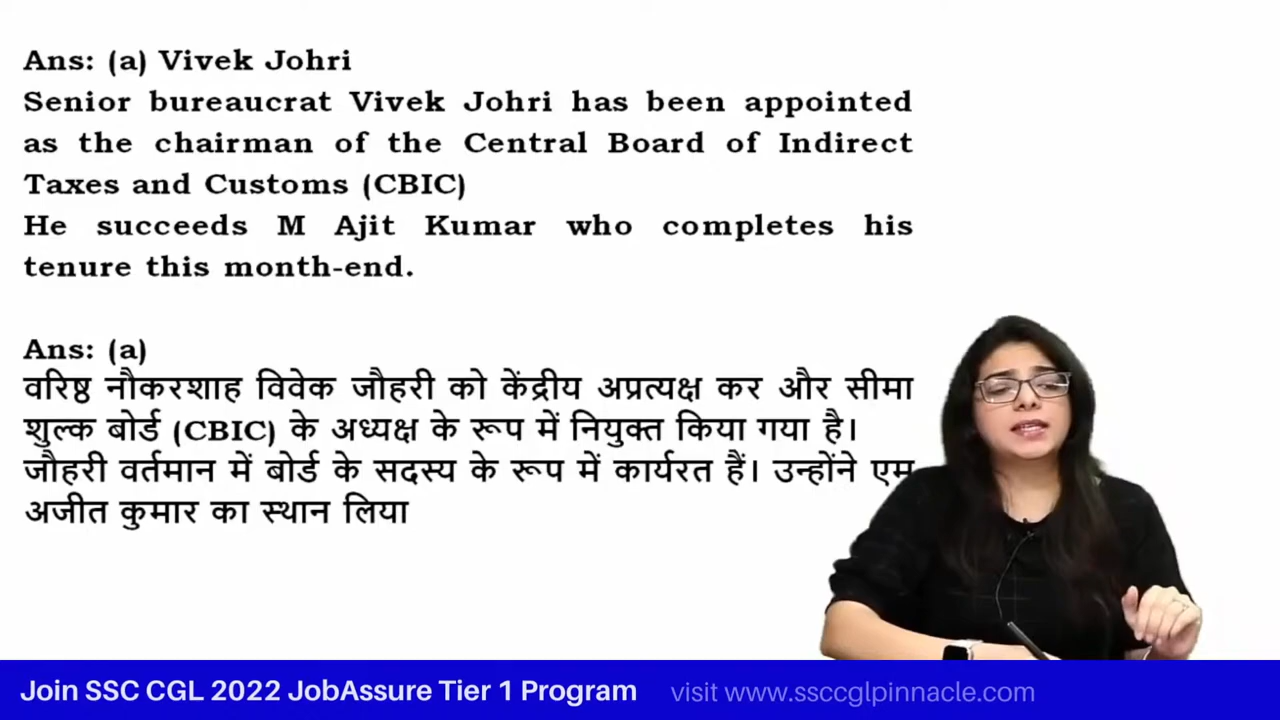 Ans: (a) Vivek Johri
Senior bureaucrat Vivek Johri has been appointed
as the chairman of the Central Board of Indirect
Taxes and Customs (CBIC)
He succeeds M Ajit Kumar who completes his
tenure this month-end.
Ans: (a)
वरिष्ठ नौकरशाह विवेक जौहरी को केंद्रीय अप्रत्यक्ष कर और सीमा
शुल्क बोर्ड (CBIC) के अध्यक्ष के रूप में नियुक्त किया गया है।
जौहरी वर्तमान में बोर्ड के सदस्य के रूप में कार्यरत हैं। उन्होंने एम
अजीत कुमार का स्थान लिया
Join SSC CGL 2022 JobAssure Tier 1 Program visit www.ssccglpinnacle.com